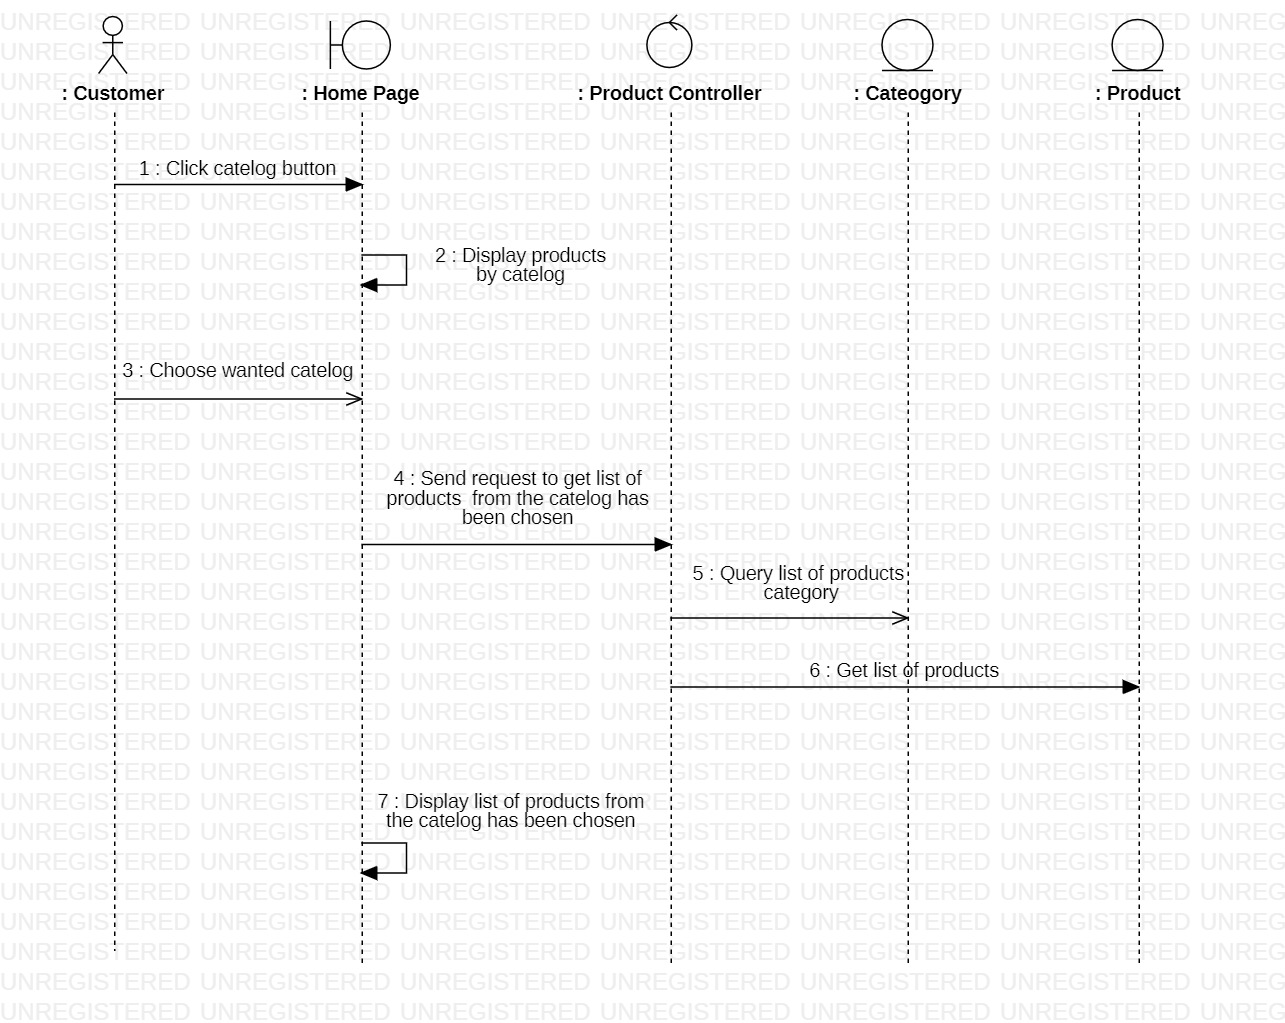 : Customer
: Home Page
: Product Controller
: Cateogory
: Product
1 : Click catelog button
2 : Display products
by catelog
3 : Choose wanted catelog
4 : Send request to get list of
products  from the catelog has
been chosen
5 : Query list of products
category
6 : Get list of products
7 : Display list of products from
the catelog has been chosen
UNREGISTERED